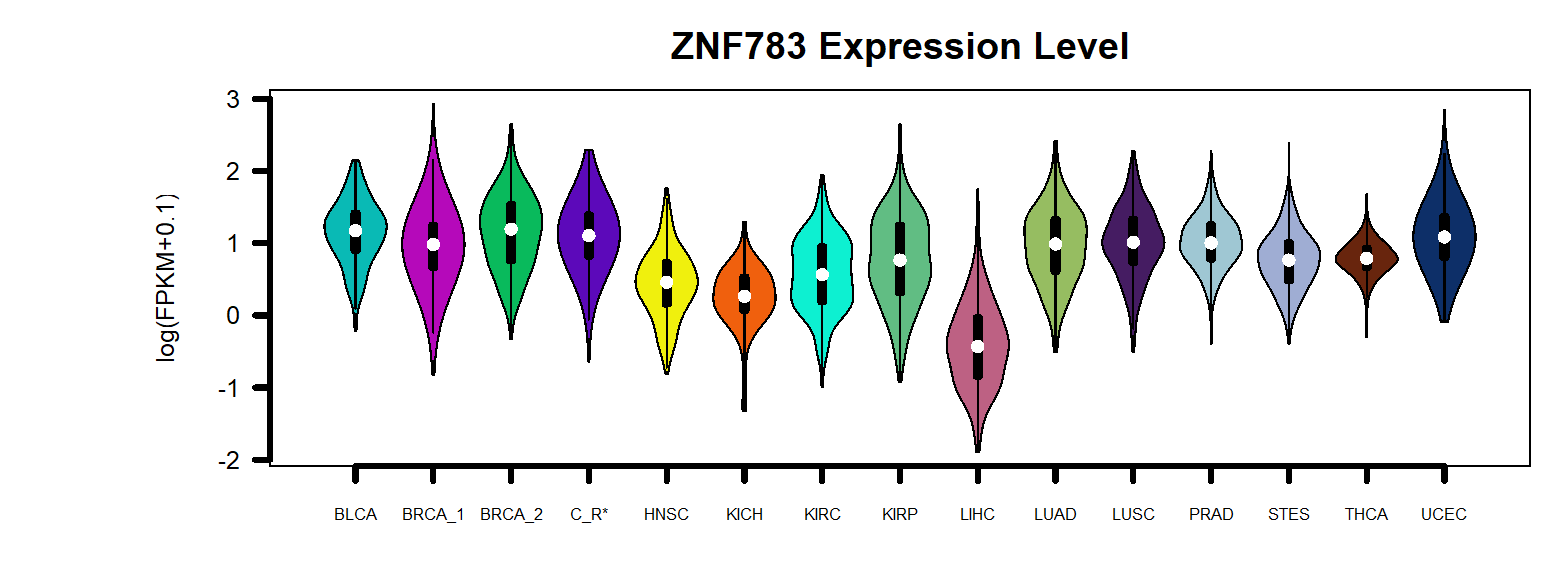 ZNF783 Expression Level
log(FPKM+0.1)
3
2
1
0
-1
-2
BLCA BRCA_1 BRCA_2 C_R* HNSC KICH KIRC KIRP LIHC LUAD LUSC PRAD STES THCA UCEC